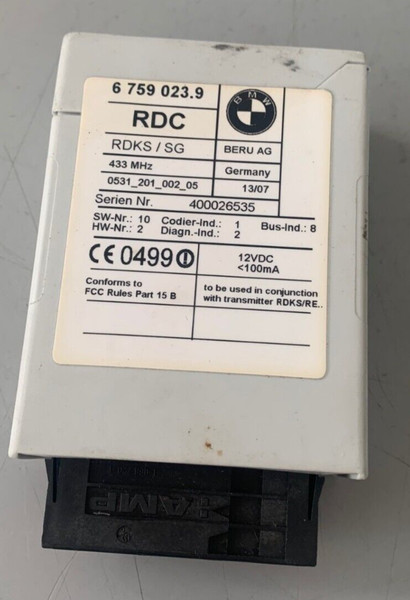 6 759 023.9
BMW
RDC
RDKS / SG
BERU AG
433 MHz
Germany
0531_201_002_05
13/07
Serien Nr. 400026535
SW-Nr.: 10 Codier-Ind.: 1 Bus-Ind.: 8
HW-Nr.: 2 Diagn.-Ind.: 2
CE 0499
12VDC
<100mA
Conforms to
FCC Rules Part 15 B
to be used in conjunction
with transmitter RDKS/RE..
AMP